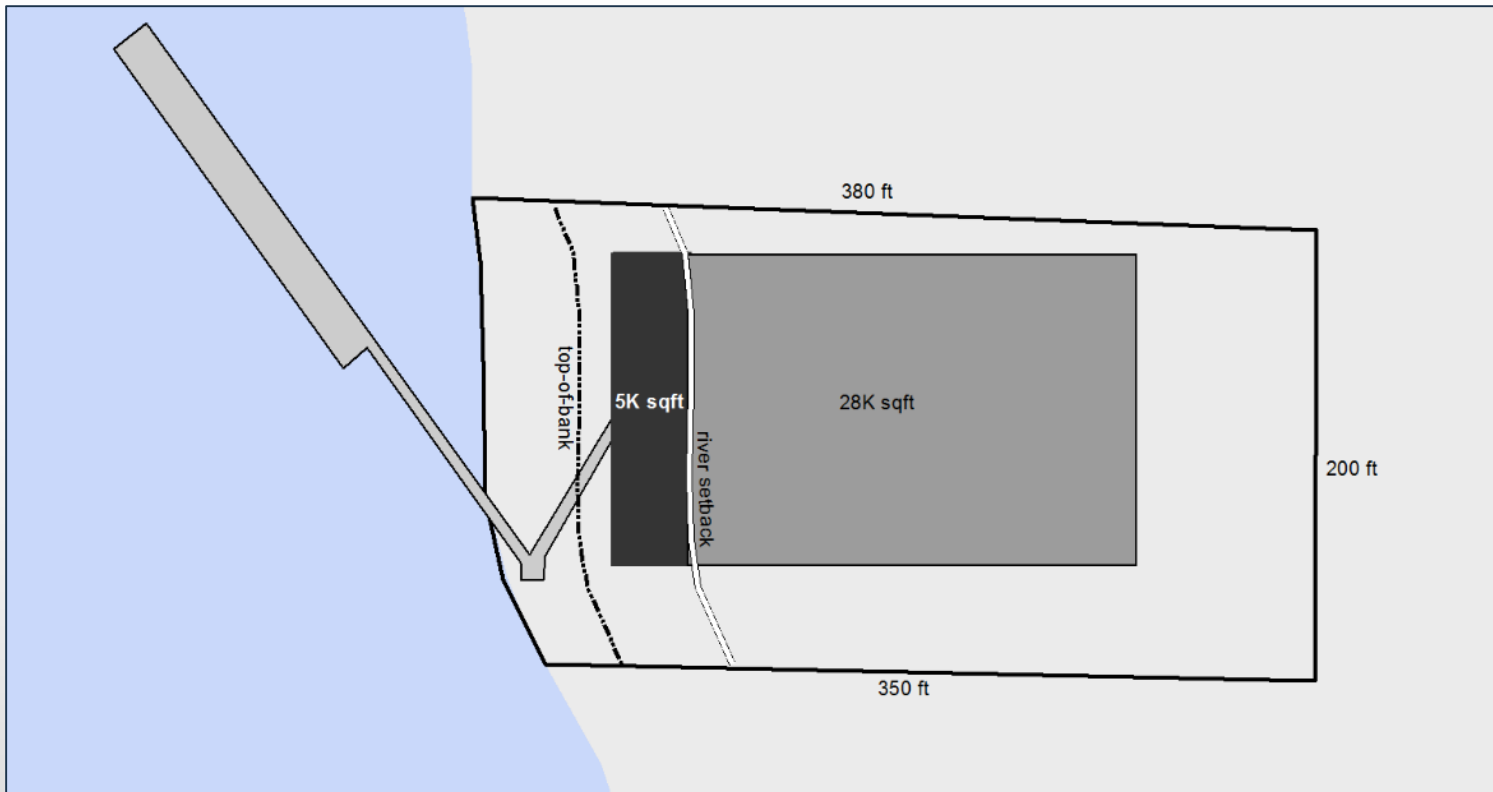 380 ft
top-of-bank
5K sqft
28K sqft
river setback
200 ft
350 ft